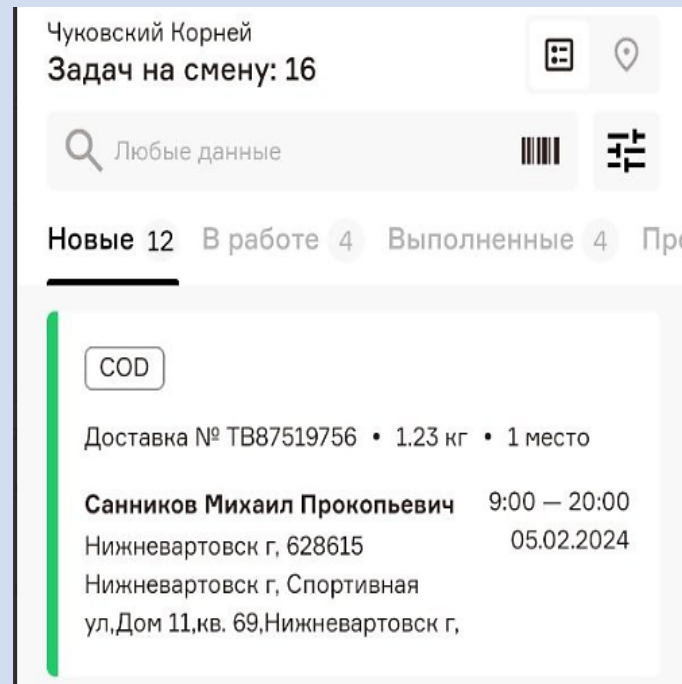 Чуковский Корней
Задач на смену: 16
Любые данные
Новые 12 В работе 4 Выполненные 4 Про
COD
Доставка № ТВ87519756 • 1.23 кг • 1 место
Санников Михаил Прокопьевич 9:00 — 20:00
Нижневартовск г, 628615 05.02.2024
Нижневартовск г, Спортивная
ул,Дом 11,кв. 69,Нижневартовск г,